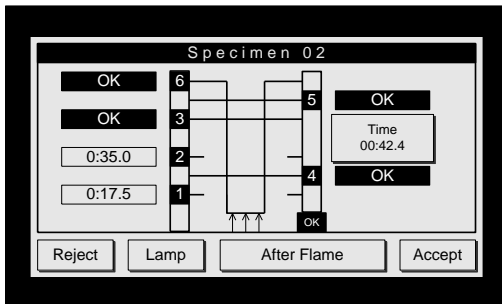 Specimen 02
OK 6
5 OK
OK 3
Time
00:42.4
0:35.0 2
4 OK
0:17.5 1
OK
Reject Lamp After Flame Accept